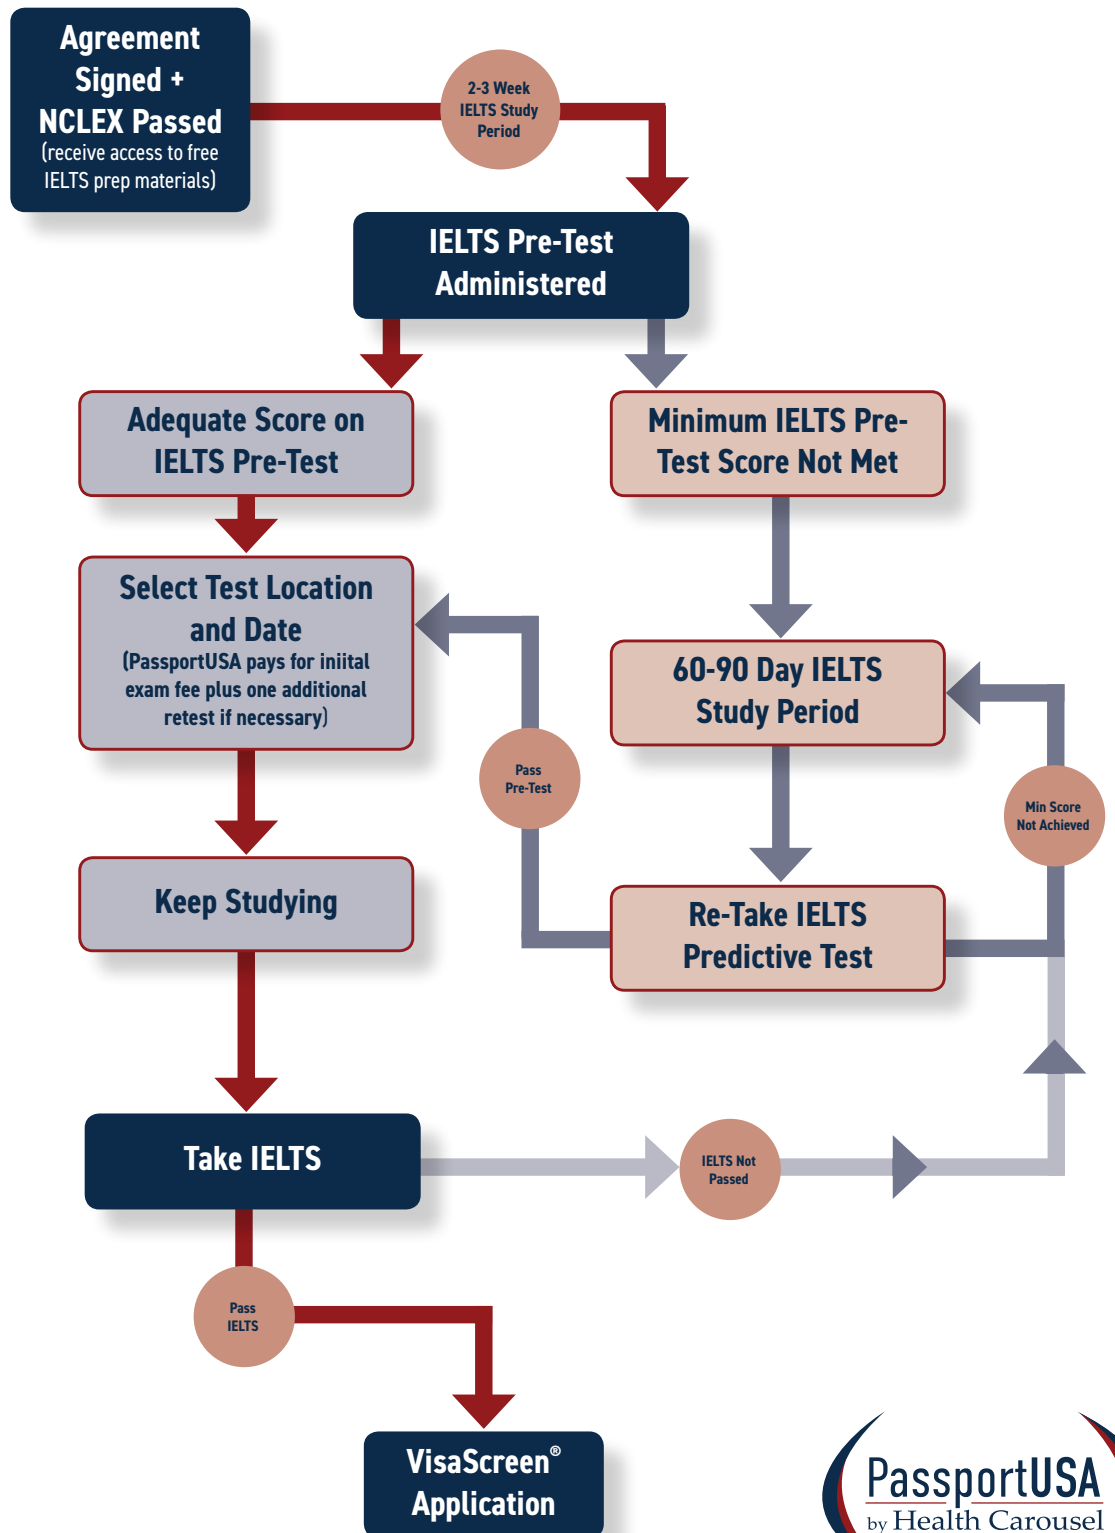 Agreement
Signed +
NCLEX Passed
(receive access to free
IELTS prep materials)
2-3 Week
IELTS Study
Period
IELTS Pre-Test
Administered
Adequate Score on
IELTS Pre-Test
Minimum IELTS Pre-
Test Score Not Met
Select Test Location
and Date
(PassportUSA pays for iniital
exam fee plus one additional
retest if necessary)
60-90 Day IELTS
Study Period
Pass
Pre-Test
Min Score
Not Achieved
Keep Studying
Re-Take IELTS
Predictive Test
Take IELTS
IELTS Not
Passed
Pass
IELTS
VisaScreen®
Application
PassportUSA
by Health Carousel